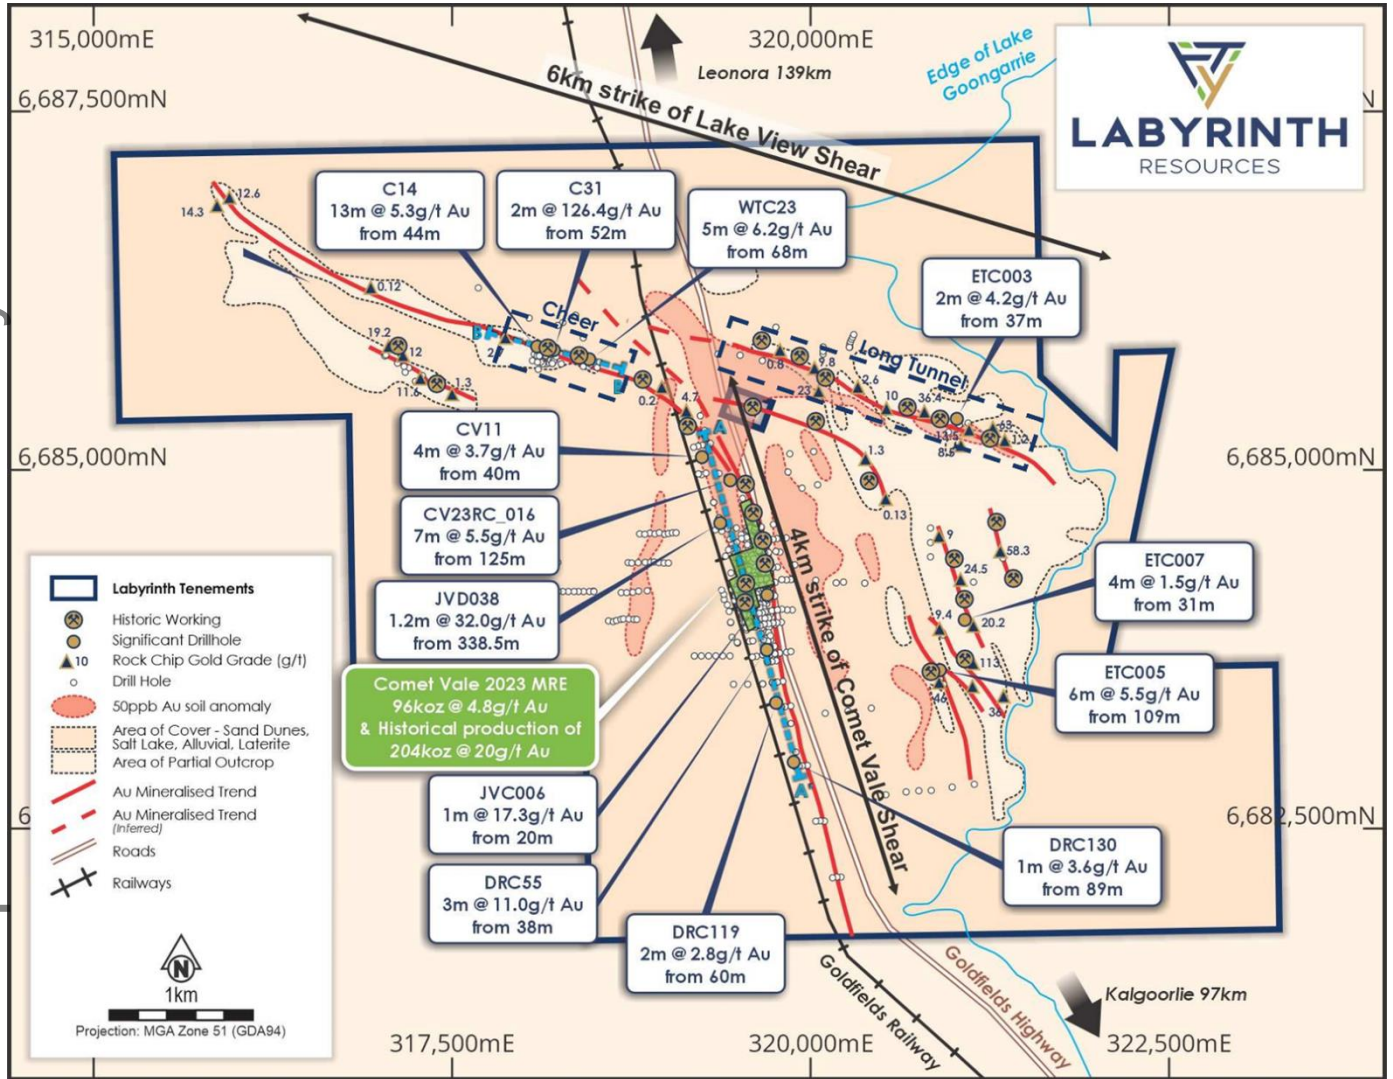 315,000mE
320,000mE
6,687,500mN
Leonora 139km
Edge of Lake
Goongarrie
LABYRINTH
RESOURCES
6km strike of Lake View Shear
C14
13m @ 5.3g/t Au
from 44m
C31
2m @ 126.4g/t Au
from 52m
WTC23
5m @ 6.2g/t Au
from 68m
ETC003
2m @ 4.2g/t Au
from 37m
12.6
14.3
0.12
19.2
12
11.6
1.3
B
Cheer
B
0.2
4.7
A
Long Tunnel
0.8
9.8
23
2.6
10
36.4
63
1.2
8.5
1.3
0.13
CV11
4m @ 3.7g/t Au
from 40m
6,685,000mN
6,685,000mN
CV23RC_016
7m @ 5.5g/t Au
from 125m
JVD038
1.2m @ 32.0g/t Au
from 338.5m
4km strike of Comet Vale Shear
9
24.5
58.3
9.4
20.2
113
46
36
ETC007
4m @ 1.5g/t Au
from 31m
ETC005
6m @ 5.5g/t Au
from 109m
Comet Vale 2023 MRE
96koz @ 4.8g/t Au
& Historical production of
204koz @ 20g/t Au
A
JVC006
1m @ 17.3g/t Au
from 20m
DRC55
3m @ 11.0g/t Au
from 38m
DRC119
2m @ 2.8g/t Au
from 60m
DRC130
1m @ 3.6g/t Au
from 89m
6,682,500mN
Labyrinth Tenements
Historic Working
Significant Drillhole
10 Rock Chip Gold Grade (g/t)
Drill Hole
50ppb Au soil anomaly
Area of Cover - Sand Dunes,
Salt Lake, Alluvial, Laterite
Area of Partial Outcrop
Au Mineralised Trend
Au Mineralised Trend
(Inferred)
Roads
Railways
N
1km
Projection: MGA Zone 51 (GDA94)
Goldfields Railway
Goldfields Highway
Kalgoorlie 97km
317,500mE
320,000mE
322,500mE